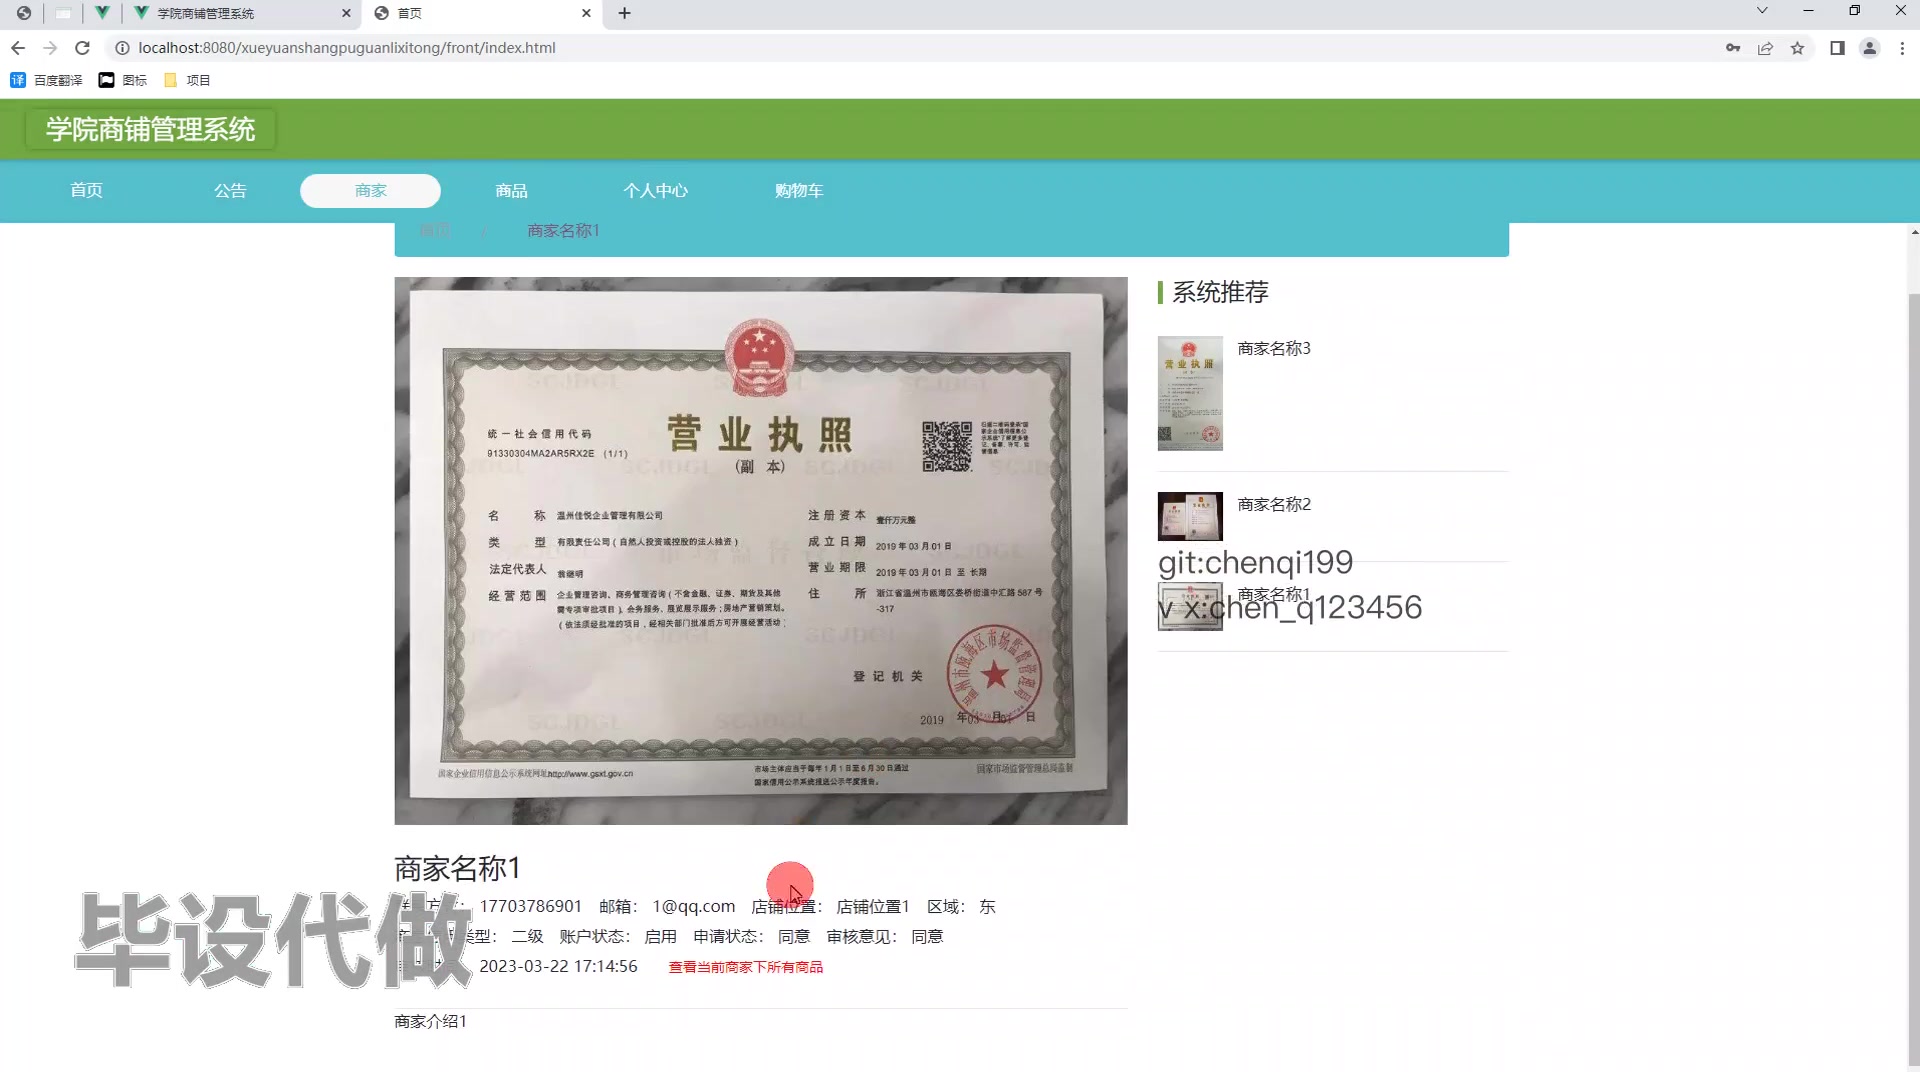 学院商铺管理系统
首页
localhost:8080/xueyuanshangpuguanlixitong/front/index.html
百度翻译
图标
项目
学院商铺管理系统
首页
公告
商家
商品
个人中心
购物车
首页 / 商家名称1
统一社会信用代码
91330304MA2AR5RX2E (1/1)
营业执照
(副 本)
名 称 温州佳悦企业管理有限公司
类 型 有限责任公司(自然人投资或控股的法人独资)
法定代表人 翁继明
经营范围 企业管理咨询、商务管理咨询(不含金融、证券、期货及其他
需专项审批项目)、会务服务、展览展示服务;房地产营销策划。
(依法须经批准的项目,经相关部门批准后方可开展经营活动)
注册资本 壹仟万元整
成立日期 2019年03月01日
营业期限 2019年03月01日 至 长期
住 所 浙江省温州市瓯海区娄桥街道中汇路587号
-317
登记机关
2019 年03 月01 日
国家企业信用信息公示系统网址http://www.gsxt.gov.cn
市场主体应当于每年1月1日至6月30日通过
国家信用公示系统报送公示年度报告。
国家市场监督管理总局监制
系统推荐
商家名称3
营业执照
商家名称2
git:chenqi199
商家名称1
v x:chen_q123456
商家名称1
17703786901 邮箱: 1@qq.com 店铺位置: 店铺位置1 区域: 东
类型: 二级 账户状态: 启用 申请状态: 同意 审核意见: 同意
2023-03-22 17:14:56 查看当前商家下所有商品
毕设代做
商家介绍1